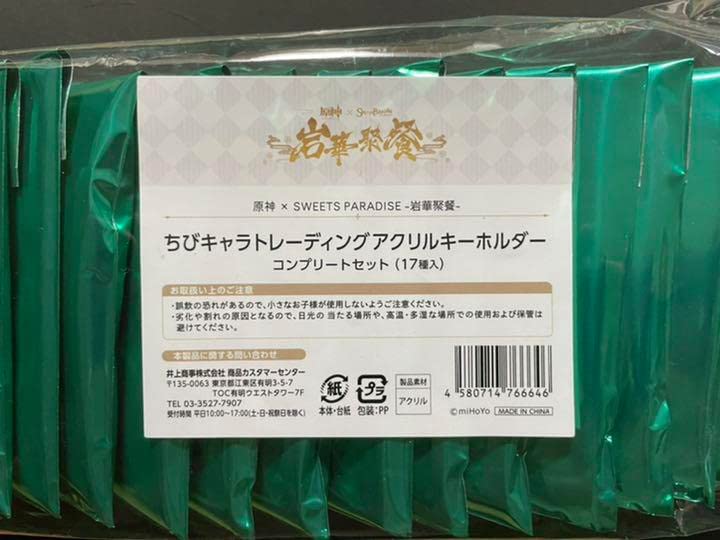 原神 × SWEETS PARADISE
岩華聚餐
原神 × SWEETS PARADISE -岩華聚餐-
ちびキャラトレーディングアクリルキーホルダー
コンプリートセット（17種入）
お取扱い上のご注意
・誤飲の恐れがあるので、小さなお子様が使用しないようご注意ください。
・劣化や割れの原因となるので、日光の 当たる場所や、高温・多湿な場所での使用および保管は
避けてください。
本製品に関する問い合わせ
井上商事株式会社 商品カスタマーセンター
〒135-0063 東京都江東区有明3-5-7
TOC有明ウエストタワー7F
TEL 03-3527-7907
受付時間 平日10:00～17:00(土・日・祝祭日を除く)
紙
本体・台紙
プラ
包装：PP
製品素材
アクリル
4 580714 766646
©miHoYo MADE IN CHINA